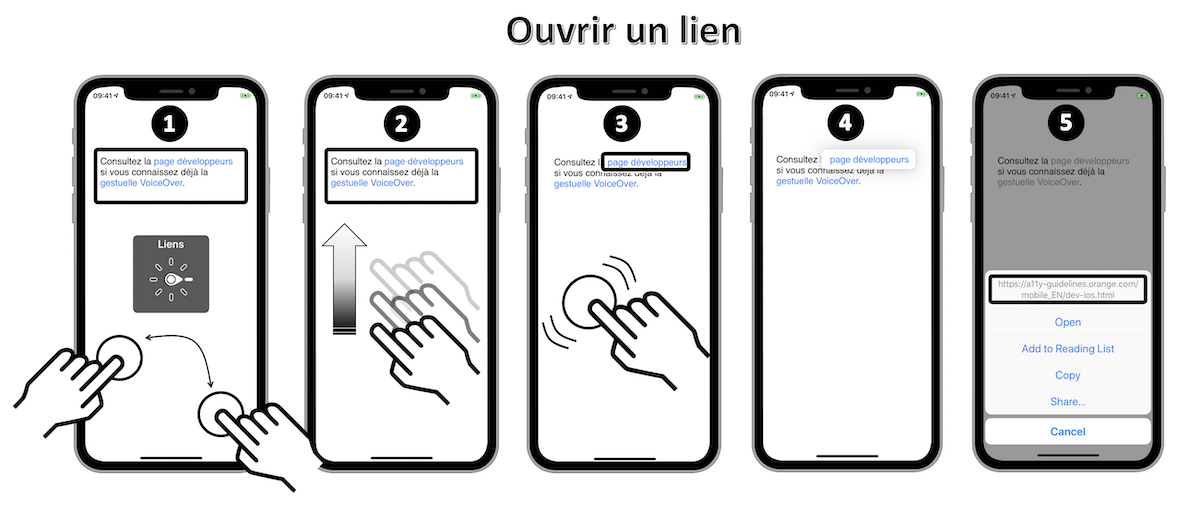 Ouvrir un lien
09:41
1
Consultez la page développeurs
si vous connaissez déjà la
gestuelle VoiceOver.
Liens
2
Consultez la page développeurs
si vous connaissez déjà la
gestuelle VoiceOver.
09:41
3
Consultez l page développeurs
si vous connaissez déjà la
gestuelle VoiceOver.
09:41
4
Consultez page développeurs
si vous connaissez déjà la
gestuelle VoiceOver.
09:41
5
Consultez la page développeurs
si vous connaissez déjà la
gestuelle VoiceOver.
https://a11y-guidelines.orange.com/
mobile_EN/dev-ios.html
Open
Add to Reading List
Copy
Share...
Cancel
09:41